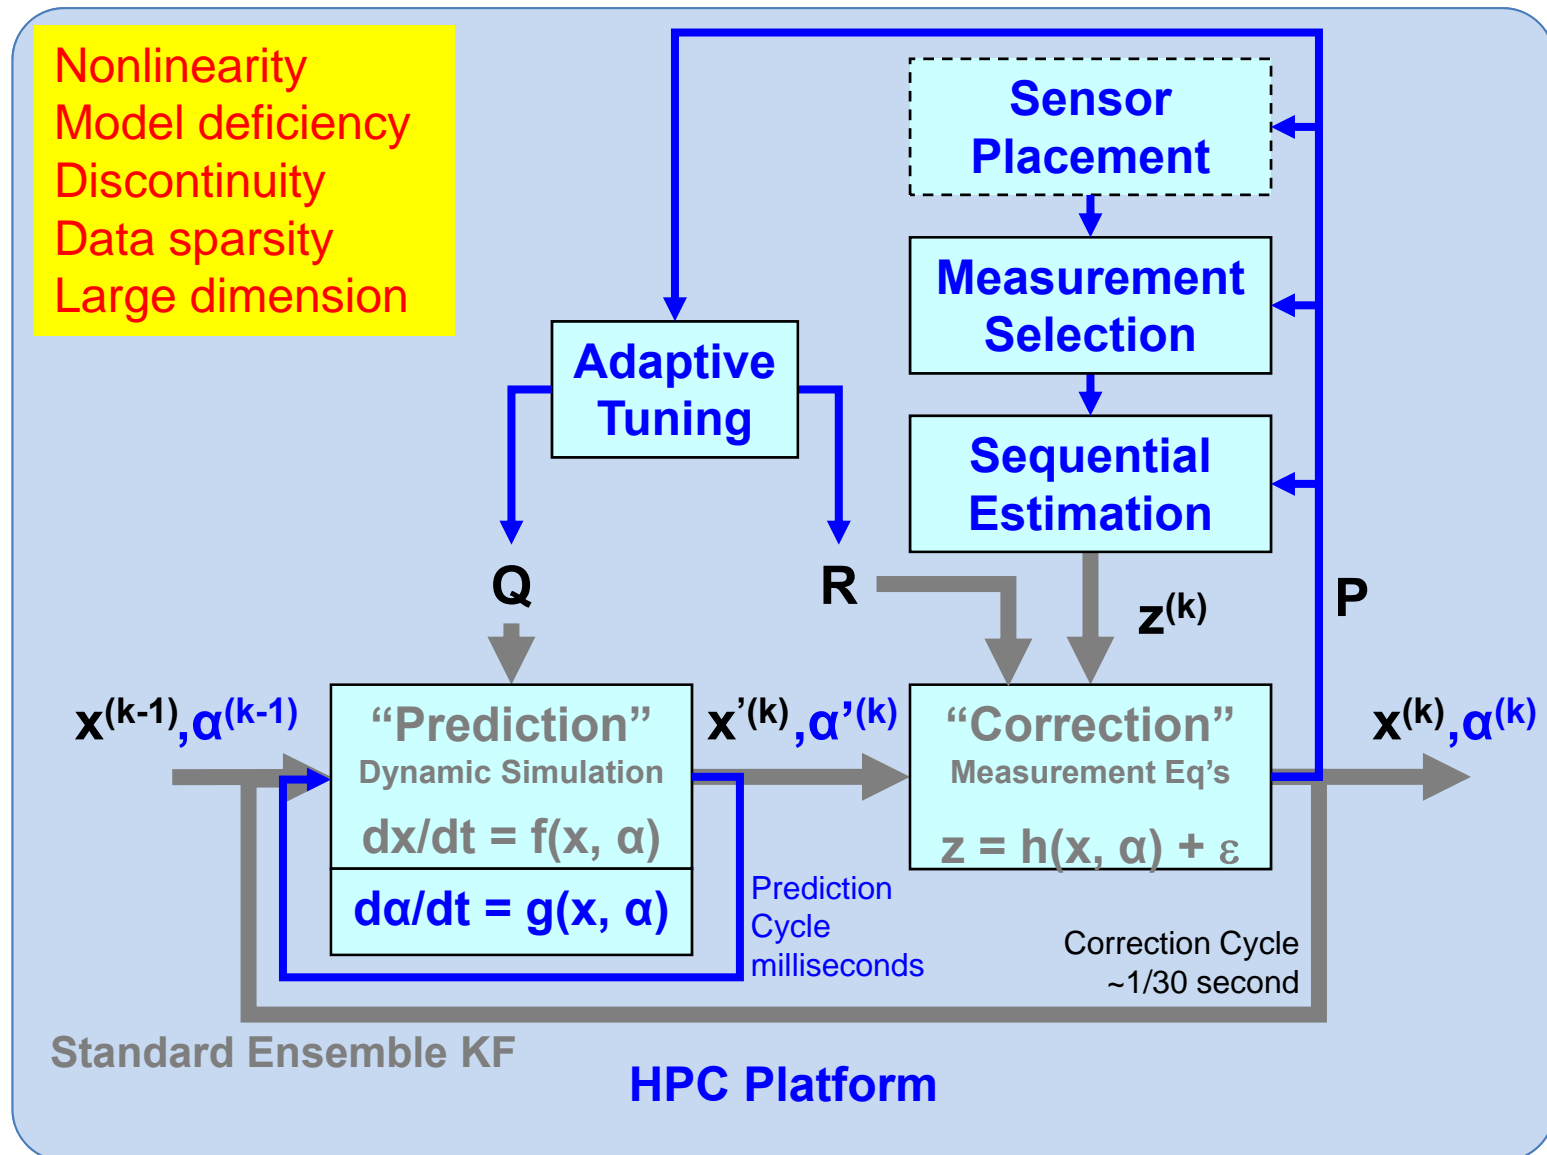 Nonlinearity
Model deficiency
Discontinuity
Data sparsity
Large dimension
Sensor
Placement
Measurement
Selection
Adaptive
Tuning
Sequential
Estimation
Q
R
z(k)
P
x(k-1),α(k-1)
“Prediction”
Dynamic Simulation
dx/dt = f(x, α)
dα/dt = g(x, α)
x’(k),α’(k)
“Correction”
Measurement Eq’s
z = h(x, α) + ε
x(k),α(k)
Prediction
Cycle
milliseconds
Correction Cycle
~1/30 second
Standard Ensemble KF
HPC Platform